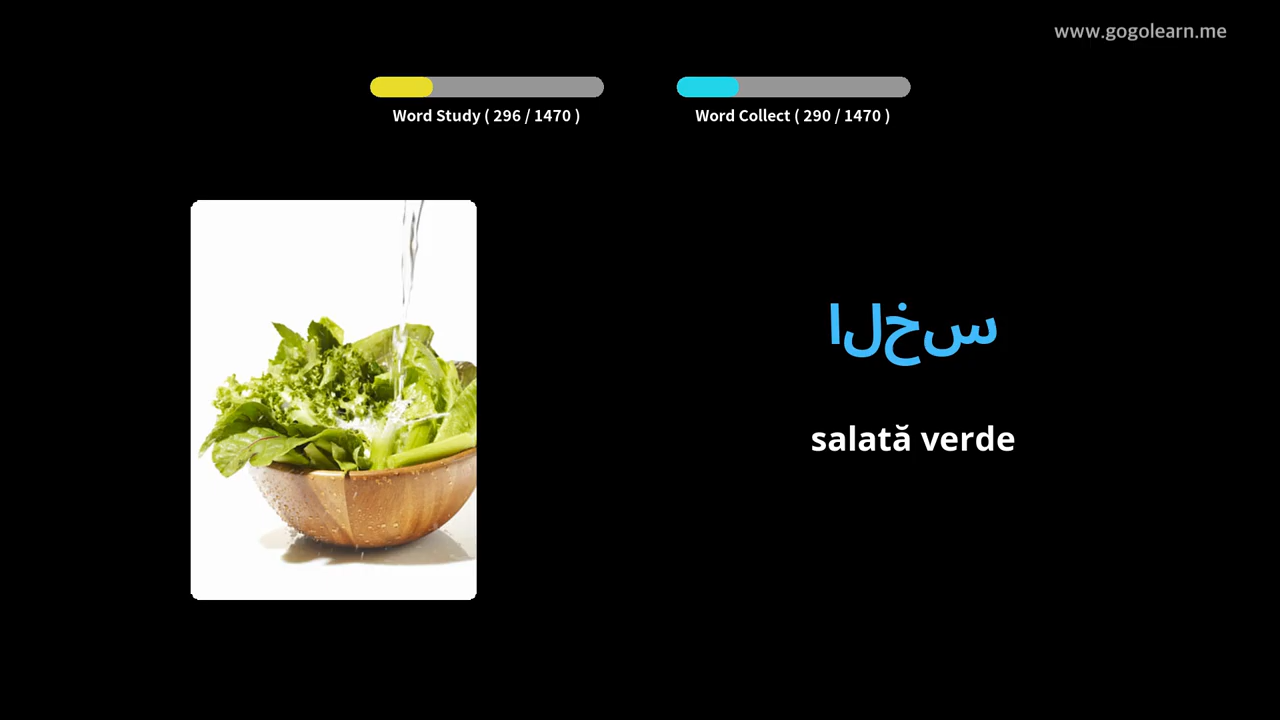 www.gogolearn.me
Word Study ( 296 / 1470 )
Word Collect ( 290 / 1470 )
الخس
salată verde